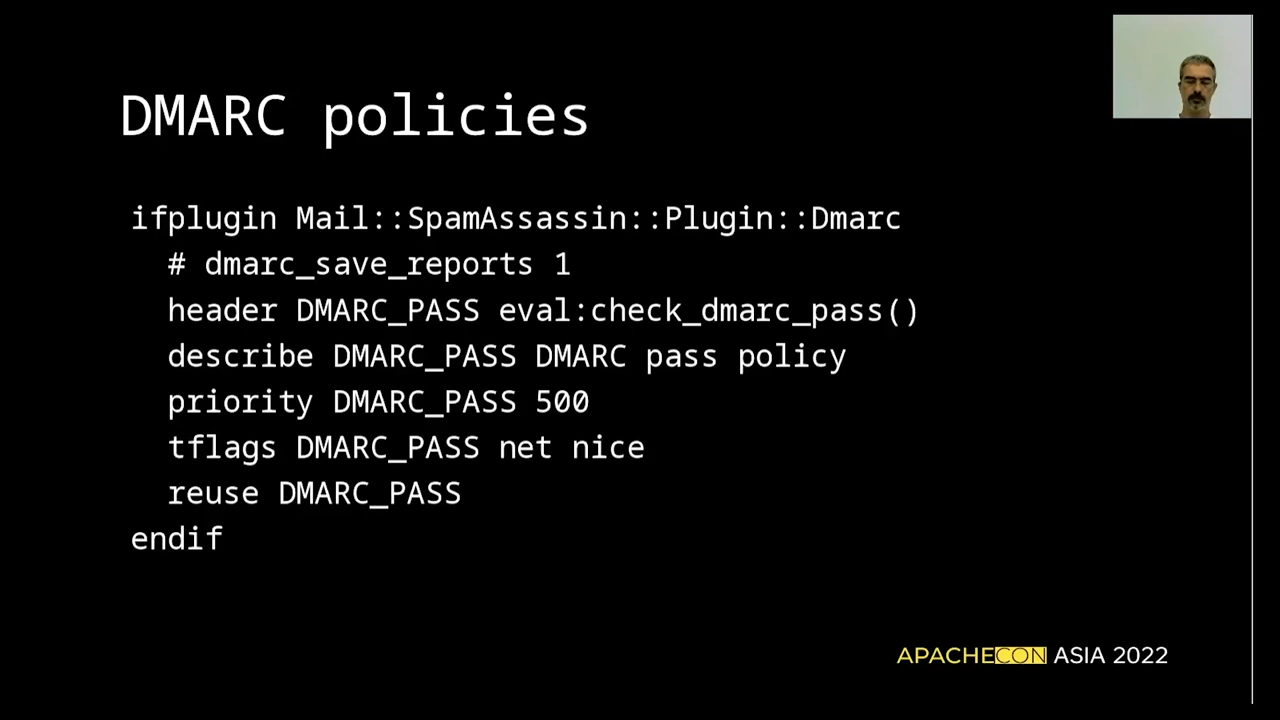 DMARC policies
ifplugin Mail::SpamAssassin::Plugin::Dmarc
# dmarc_save_reports 1
header DMARC_PASS eval:check_dmarc_pass()
describe DMARC_PASS DMARC pass policy
priority DMARC_PASS 500
tflags DMARC_PASS net nice
reuse DMARC_PASS
endif
APACHECON ASIA 2022